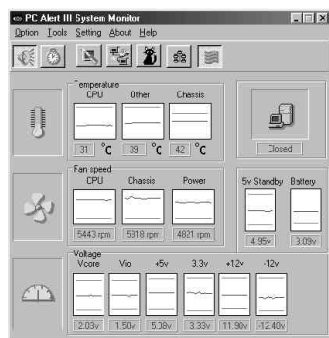 PC Alert III System Monitor
Option Tools Setting About Help
Temperature
CPU Other Chassis
31 °C 39 °C 42 °C
Closed
Fan speed
CPU Chassis Power
5443 rpm 5318 rpm 4821 rpm
5v Standby Battery
4.95v 3.09v
Voltage
Vcore Vio +5v 3.3v +12v -12v
2.03v 1.50v 5.08v 3.33v 11.90v -12.40v